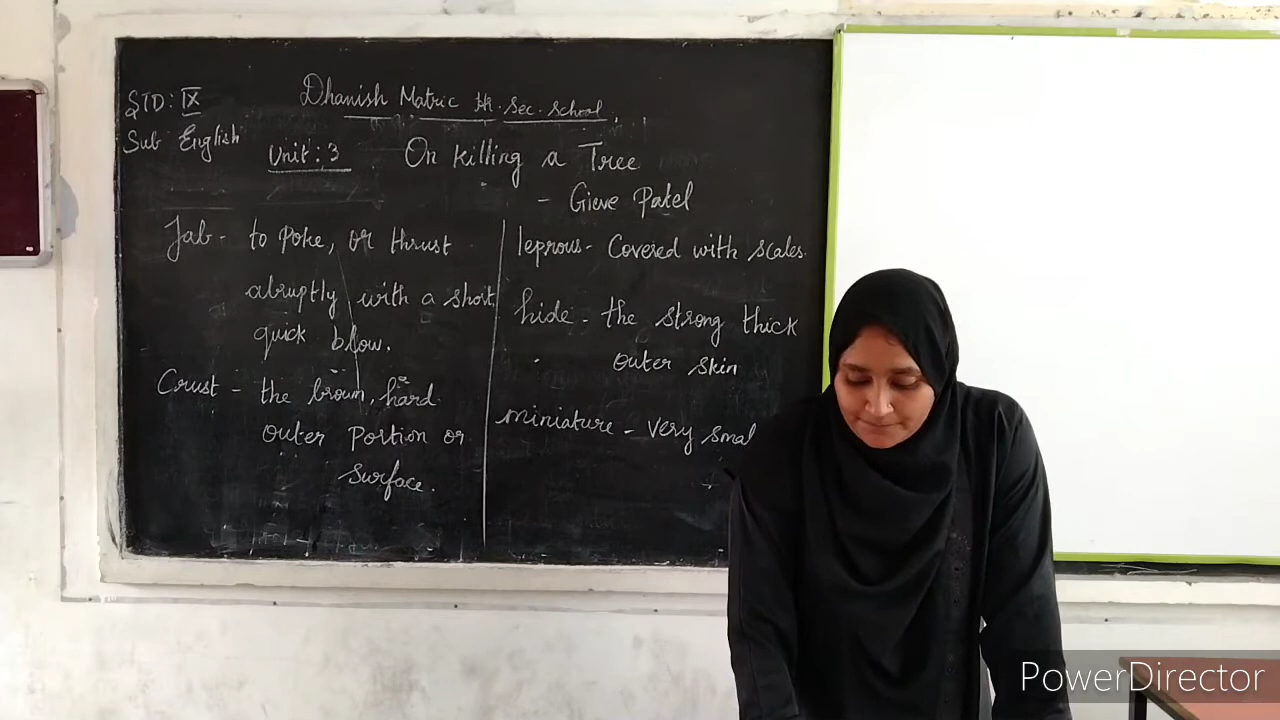 STD: IX
Sub English
Dhanish Matric Hr. Sec. School.
Unit: 3
On killing a Tree
- Gieve Patel
Jab - to poke, or thrust
abruptly with a short,
quick blow.
Crust - the brown, hard
outer portion or
surface.
leprous - Covered with scales.
hide - the strong thick
outer skin
miniature - very smal
PowerDirector